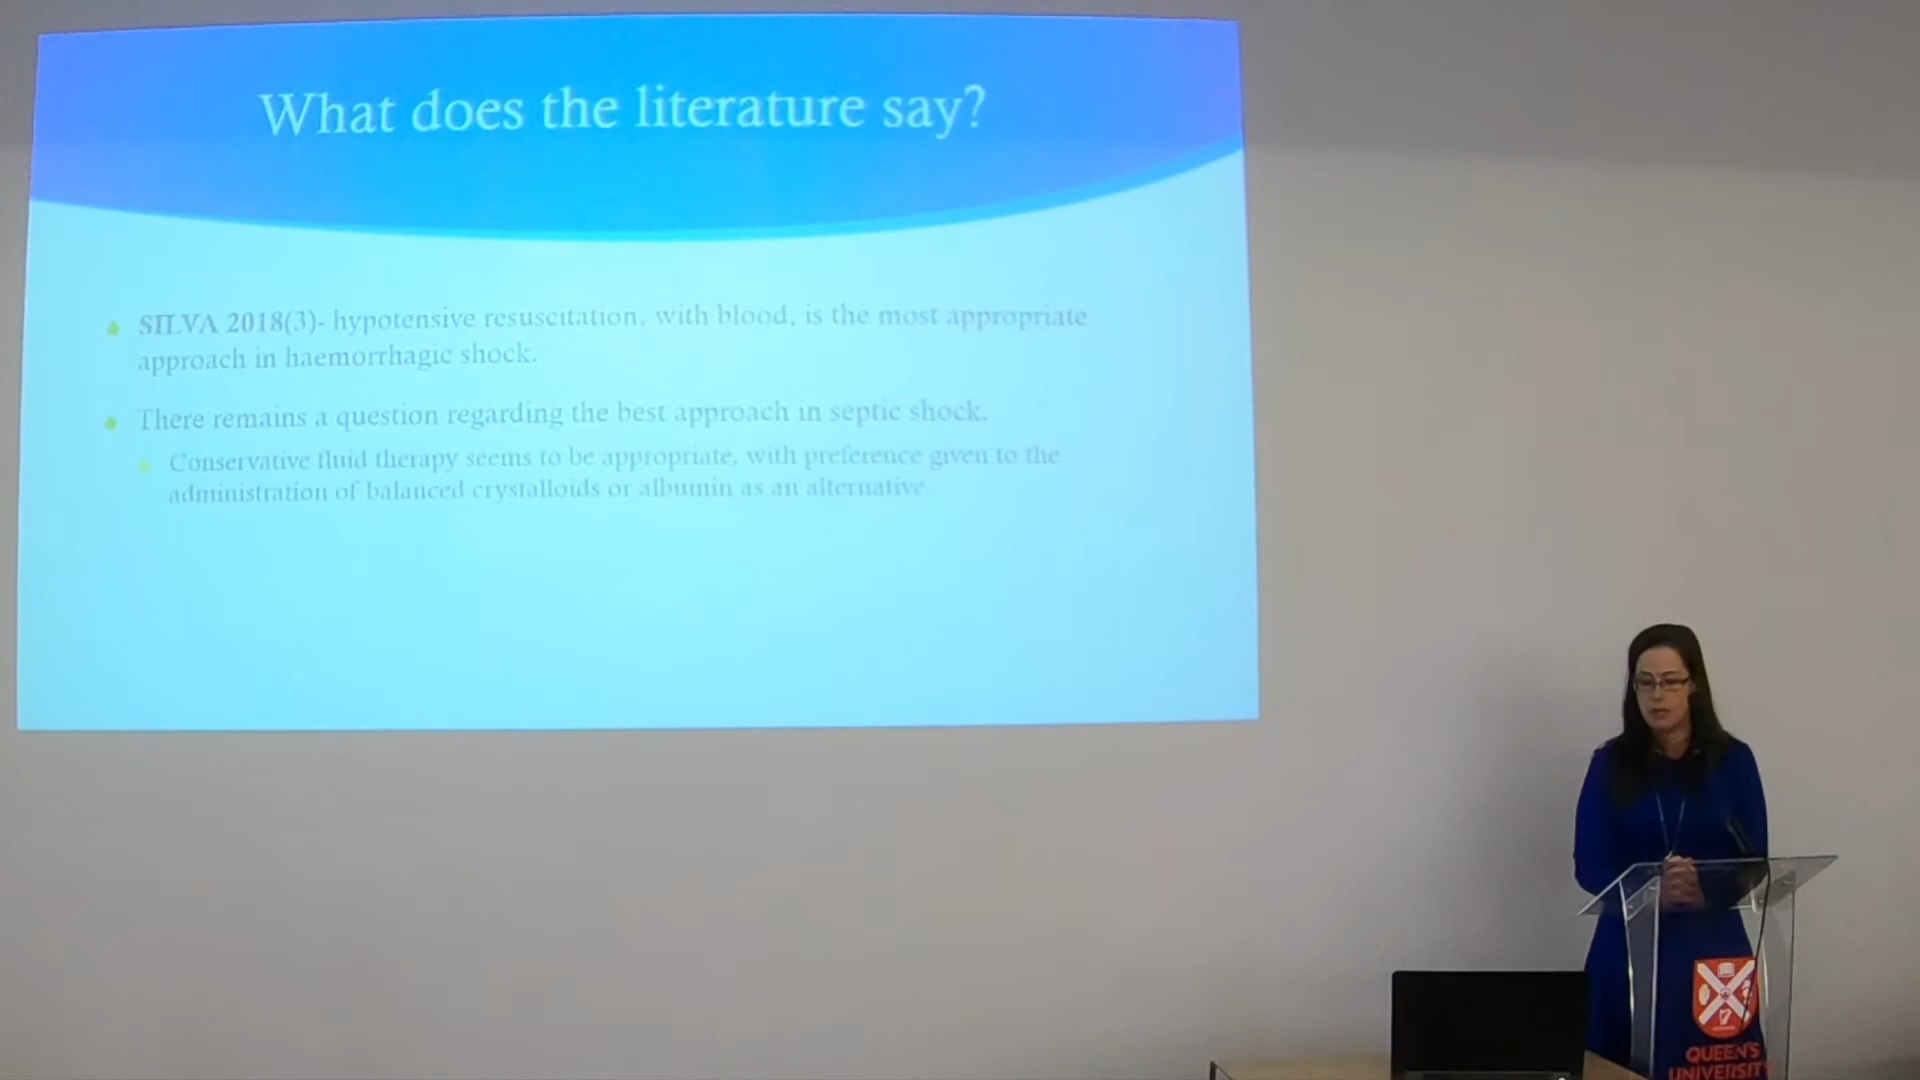 What does the literature say?
SILVA 2018(3)- hypotensive resuscitation, with blood, is the most appropriate
approach in haemorrhagic shock.
There remains a question regarding the best approach in septic shock.
Conservative fluid therapy seems to be appropriate, with preference given to the
administration of balanced crystalloids or albumin as an alternative.
QUEEN'S
UNIVERSITY